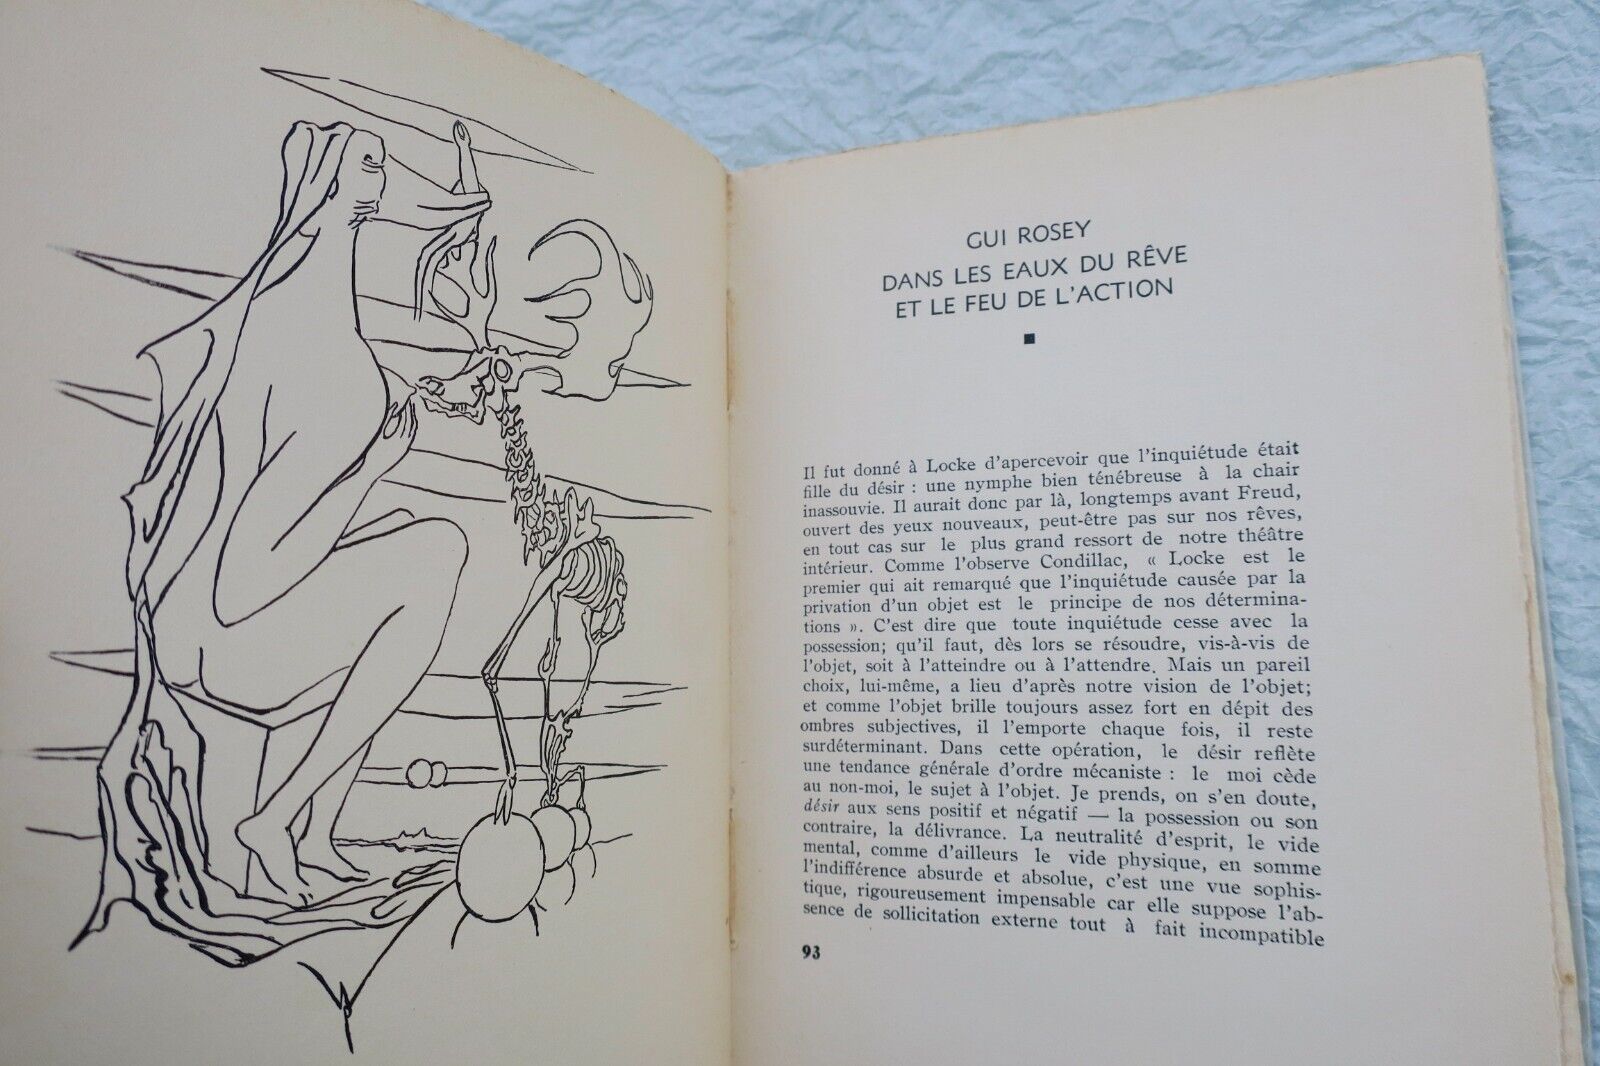 GUI ROSEY
DANS LES EAUX DU RÊVE
ET LE FEU DE L'ACTION
Il fut donné à Locke d'apercevoir que l'inquiétude était
fille du désir : une nymphe bien ténébreuse à la chair
inassouvie. Il aurait donc par là, longtemps avant Freud,
ouvert des yeux nouveaux, peut-être pas sur nos rêves,
en tout cas sur le plus grand ressort de notre théâtre
intérieur. Comme l'observe Condillac, « Locke est le
premier qui ait remarqué que l'inquiétude causée par la
privation d'un objet est le principe de nos détermina-
tions ». C'est dire que toute inquiétude cesse avec la
possession; qu'il faut, dès lors se résoudre, vis-à-vis de
l'objet, soit à l'atteindre ou à l'attendre. Mais un pareil
choix, lui-même, a lieu d'après notre vision de l'objet;
et comme l'objet brille toujours assez fort en dépit des
ombres subjectives, il l'emporte chaque fois, il reste
surdéterminant. Dans cette opération, le désir reflète
une tendance générale d'ordre mécaniste : le moi cède
au non-moi, le sujet à l'objet. Je prends, on s'en doute,
désir aux sens positif et négatif — la possession ou son
contraire, la délivrance. La neutralité d'esprit, le vide
mental, comme d'ailleurs le vide physique, en somme
l'indifférence absurde et absolue, c'est une vue sophis-
tique, rigoureusement impensable car elle suppose l'ab-
sence de sollicitation externe tout à fait incompatible
93